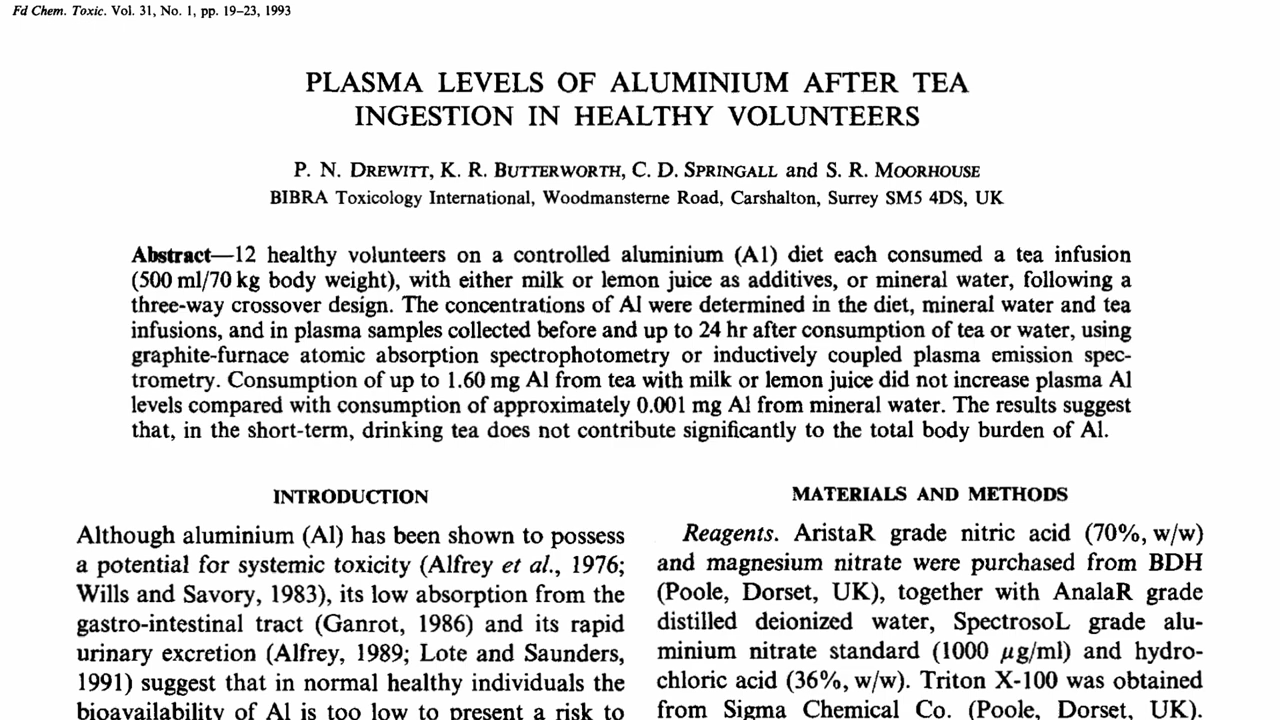 Fd Chem. Toxic. Vol. 31, No. 1, pp. 19–23, 1993
PLASMA LEVELS OF ALUMINIUM AFTER TEA
INGESTION IN HEALTHY VOLUNTEERS
P. N. DREWITT, K. R. BUTTERWORTH, C. D. SPRINGALL and S. R. MOORHOUSE
BIBRA Toxicology International, Woodmansterne Road, Carshalton, Surrey SM5 4DS, UK
Abstract—12 healthy volunteers on a controlled aluminium (Al) diet each consumed a tea infusion
(500 ml/70 kg body weight), with either milk or lemon juice as additives, or mineral water, following a
three-way crossover design. The concentrations of Al were determined in the diet, mineral water and tea
infusions, and in plasma samples collected before and up to 24 hr after consumption of tea or water, using
graphite-furnace atomic absorption spectrophotometry or inductively coupled plasma emission spec-
trometry. Consumption of up to 1.60 mg Al from tea with milk or lemon juice did not increase plasma Al
levels compared with consumption of approximately 0.001 mg Al from mineral water. The results suggest
that, in the short-term, drinking tea does not contribute significantly to the total body burden of Al.
INTRODUCTION
Although aluminium (Al) has been shown to possess
a potential for systemic toxicity (Alfrey et al., 1976;
Wills and Savory, 1983), its low absorption from the
gastro-intestinal tract (Ganrot, 1986) and its rapid
urinary excretion (Alfrey, 1989; Lote and Saunders,
1991) suggest that in normal healthy individuals the
bioavailability of Al is too low to present a risk to
MATERIALS AND METHODS
Reagents. AristaR grade nitric acid (70%, w/w)
and magnesium nitrate were purchased from BDH
(Poole, Dorset, UK), together with AnalaR grade
distilled deionized water, SpectrosoL grade alu-
minium nitrate standard (1000 μg/ml) and hydro-
chloric acid (36%, w/w). Triton X-100 was obtained
from Sigma Chemical Co. (Poole, Dorset, UK).